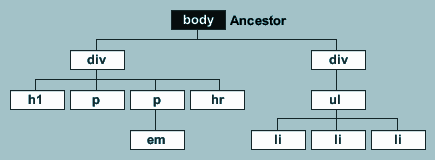 body Ancestor
div div
h1 p p hr ul
em li li li